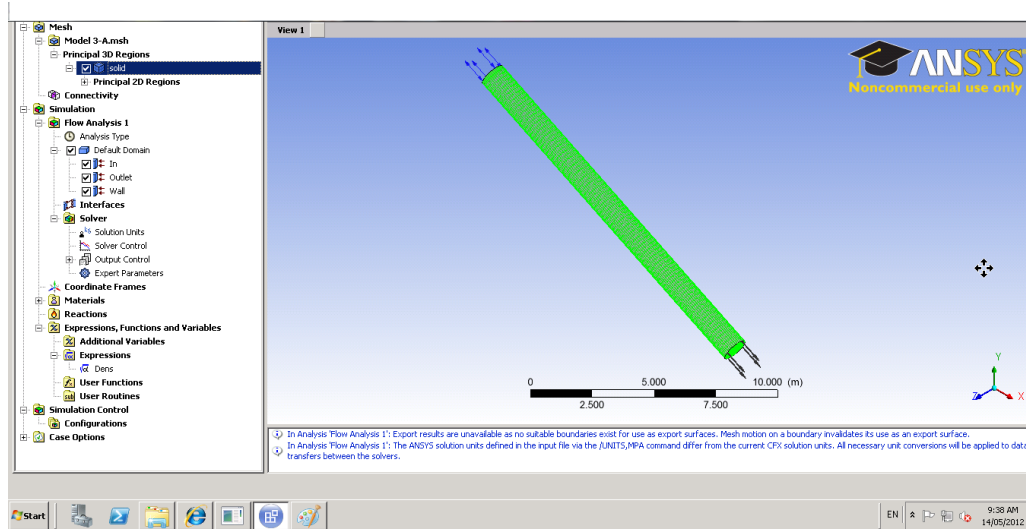 Mesh
Model 3-A.msh
Principal 3D Regions
solid
Principal 2D Regions
Connectivity
Simulation
Flow Analysis 1
Analysis Type
Default Domain
In
Outlet
Wall
Interfaces
Solver
Solution Units
Solver Control
Output Control
Expert Parameters
Coordinate Frames
Materials
Reactions
Expressions, Functions and Variables
Additional Variables
Expressions
Dens
User Functions
User Routines
Simulation Control
Configurations
Case Options
View 1
ANSYS
Noncommercial use only
0 5.000 10.000 (m)
2.500 7.500
Y
Z X
In Analysis 'Flow Analysis 1': Export results are unavailable as no suitable boundaries exist for use as export surfaces. Mesh motion on a boundary invalidates its use as an export surface.
In Analysis 'Flow Analysis 1': The ANSYS solution units defined in the input file via the /UNITS,MPA command differ from the current CFX solution units. All necessary unit conversions will be applied to data
transfers between the solvers.
Start EN 9:38 AM
14/05/2012